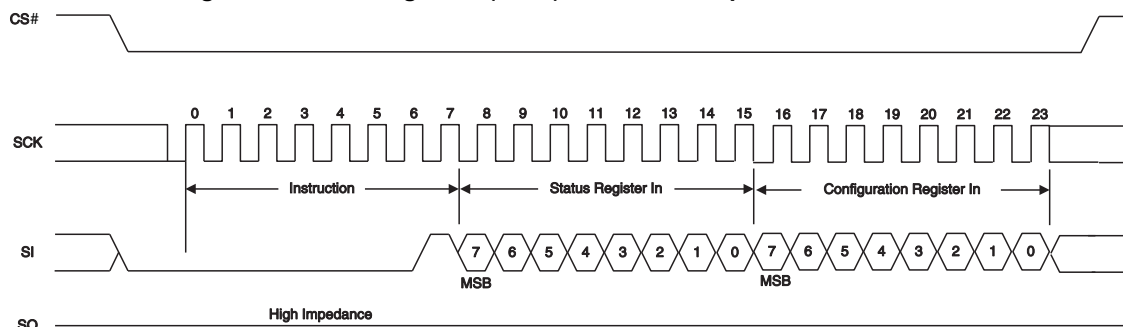 CS#
0 1 2 3 4 5 6 7 8 9 10 11 12 13 14 15 16 17 18 19 20 21 22 23
SCK
Instruction Status Register In Configuration Register In
SI 7 6 5 4 3 2 1 0 7 6 5 4 3 2 1 0
MSB MSB
High Impedance
SO